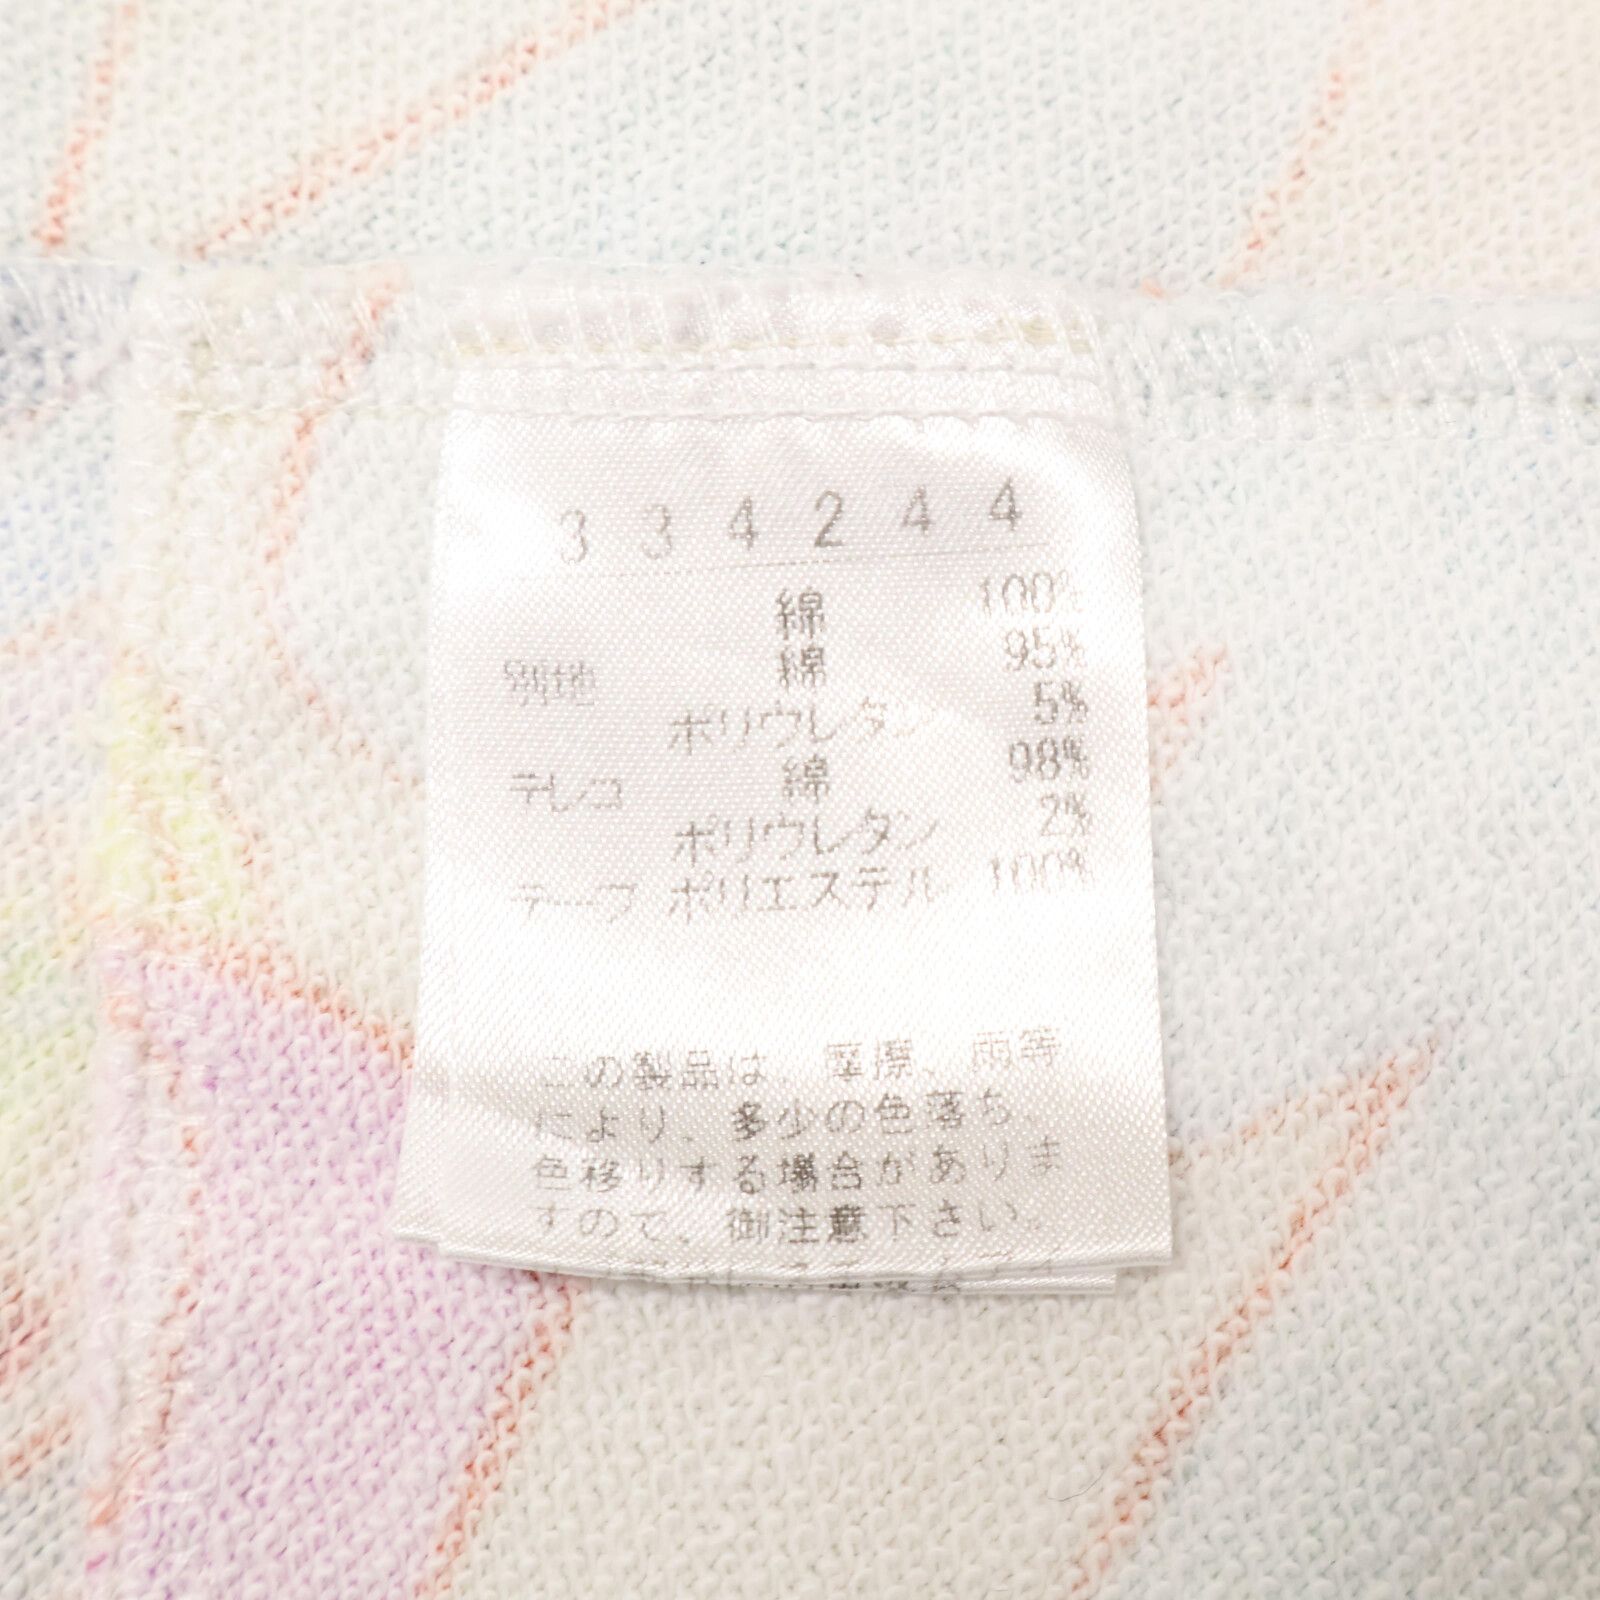 334244
綿 100%
別地 綿 95%
ポリウレタン 5%
テレコ 綿 98%
ポリウレタン 2%
テープ ポリエステル 100%
この製品は、摩擦、雨等
により、多少の色落ち、
色移りする場合がありま
すので、御注意下さい。